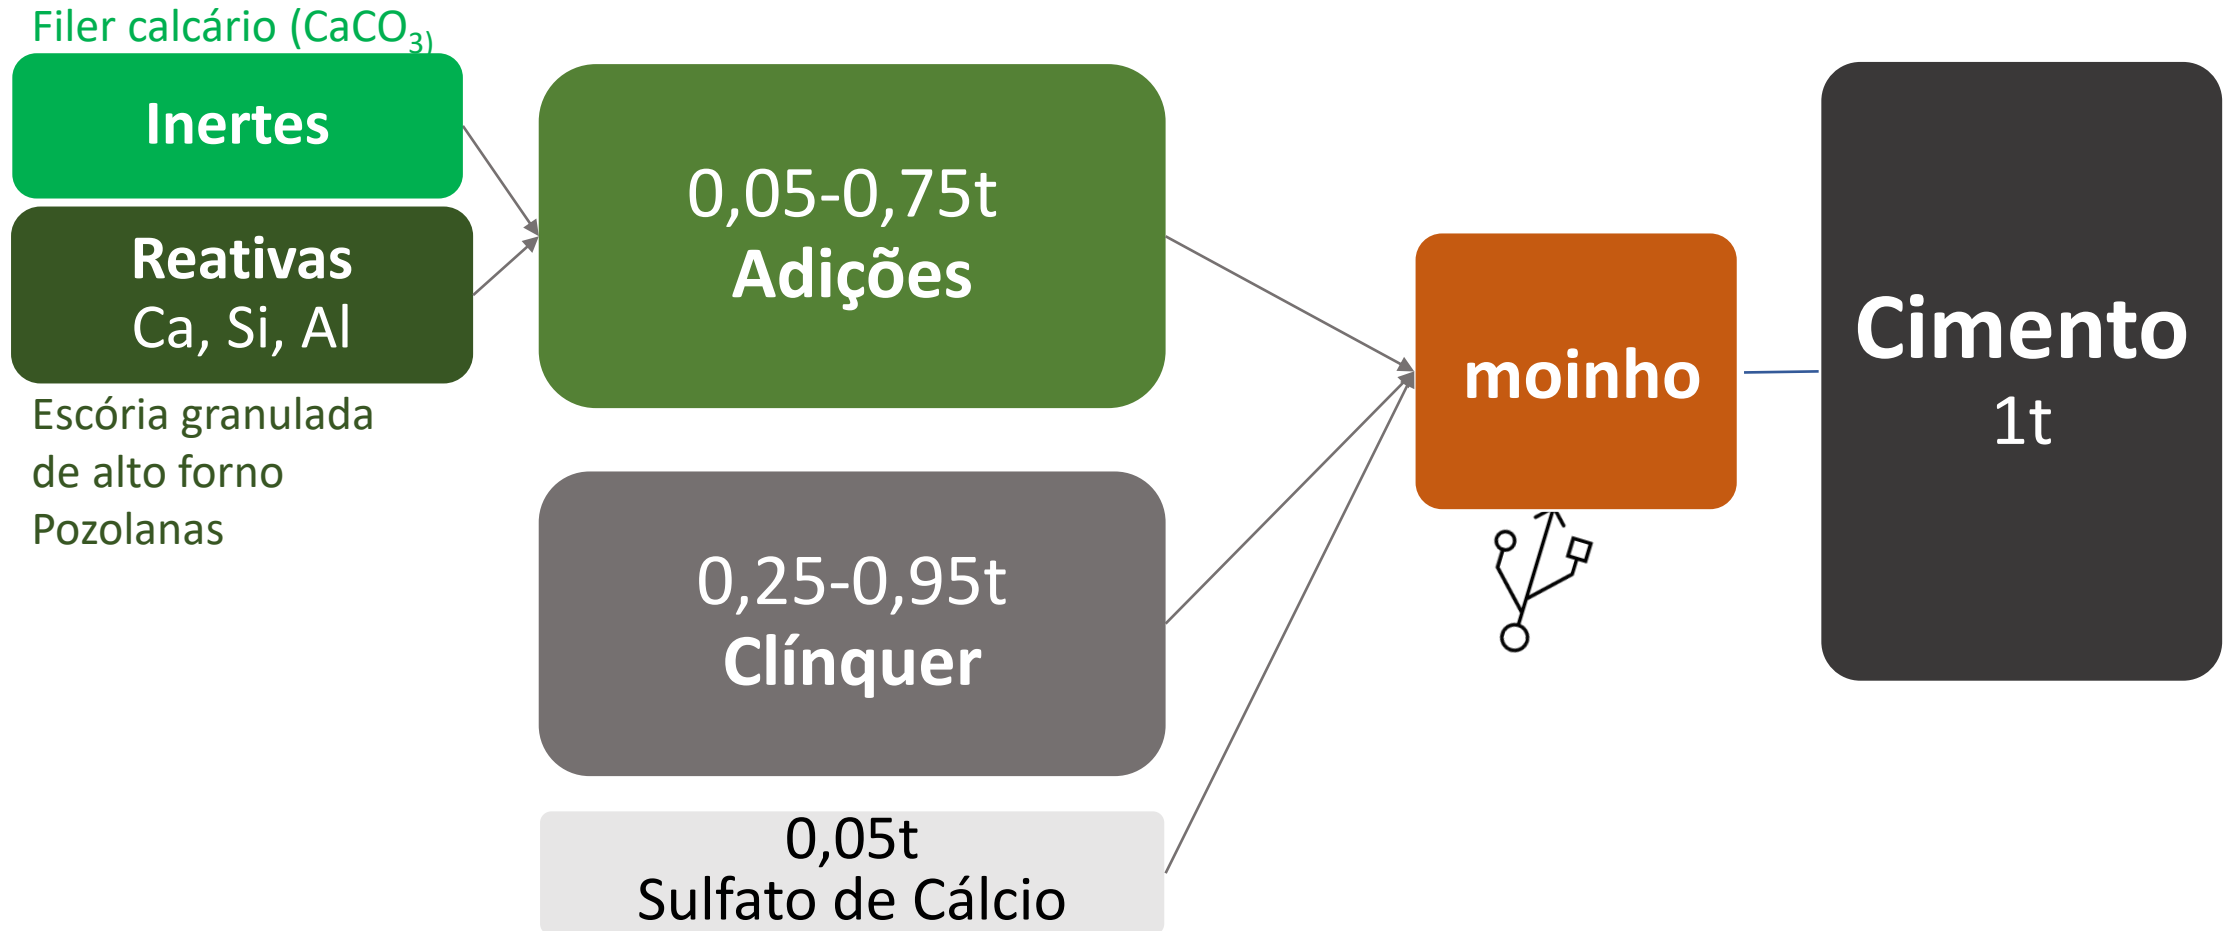 Filer calcário (CaCO₃)
Inertes
Reativas
Ca, Si, Al
Escória granulada
de alto forno
Pozolanas
0,05-0,75t
Adições
0,25-0,95t
Clínquer
0,05t
Sulfato de Cálcio
moinho
Cimento
1t